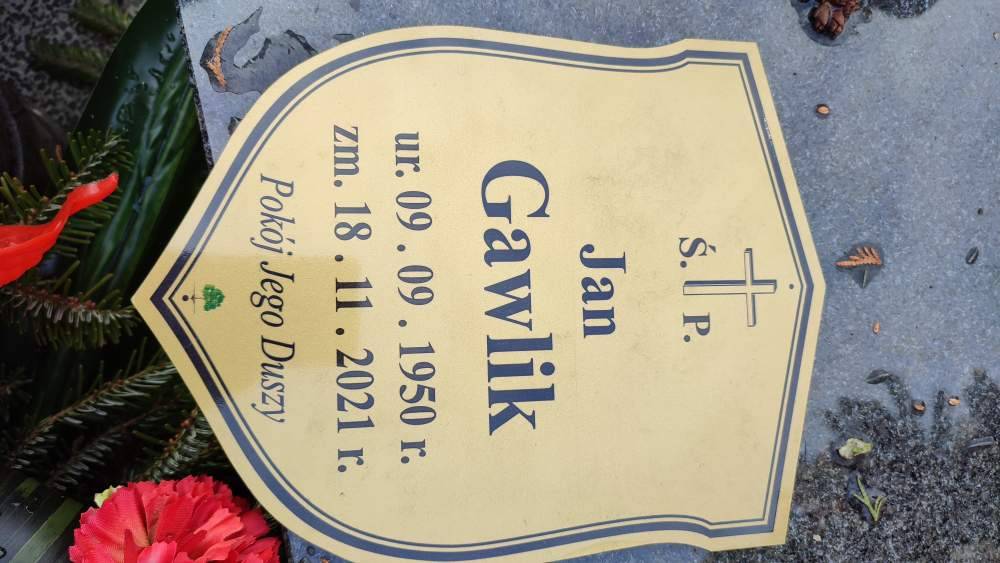 Ś. P.
Jan
Gawlik
ur. 09 . 09 . 1950 r.
zm. 18 . 11 . 2021 r.
Pokój Jego Duszy